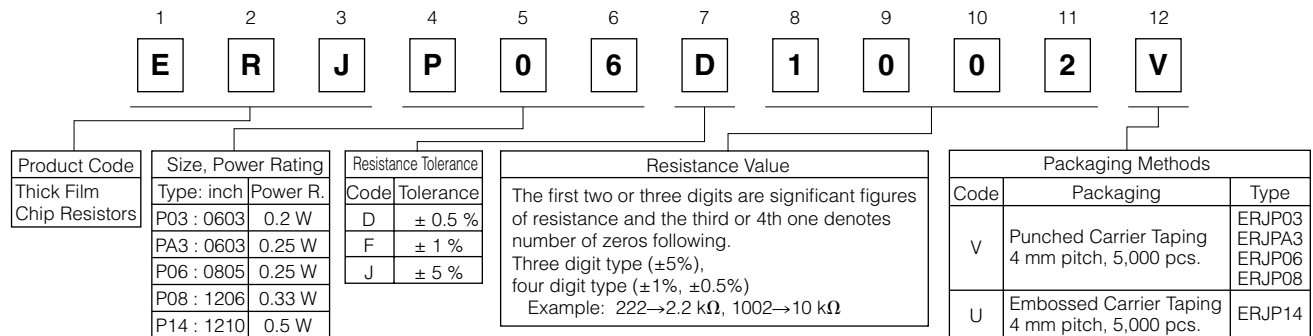 1 2 3 4 5 6 7 8 9 10 11 12
E R J P 0 6 D 1 0 0 2 V
Product Code
Thick Film
Chip Resistors
Size, Power Rating
Type: inch Power R.
P03 : 0603 0.2 W
PA3 : 0603 0.25 W
P06 : 0805 0.25 W
P08 : 1206 0.33 W
P14 : 1210 0.5 W
Resistance Tolerance
Code Tolerance
D ± 0.5 %
F ± 1 %
J ± 5 %
Resistance Value
The first two or three digits are significant figures
of resistance and the third or 4th one denotes
number of zeros following.
Three digit type (±5%),
four digit type (±1%, ±0.5%)
Example: 222→2.2 kΩ, 1002→10 kΩ
Packaging Methods
Code Packaging Type
V Punched Carrier Taping
4 mm pitch, 5,000 pcs.
ERJP03
ERJPA3
ERJP06
ERJP08
U Embossed Carrier Taping
4 mm pitch, 5,000 pcs.
ERJP14